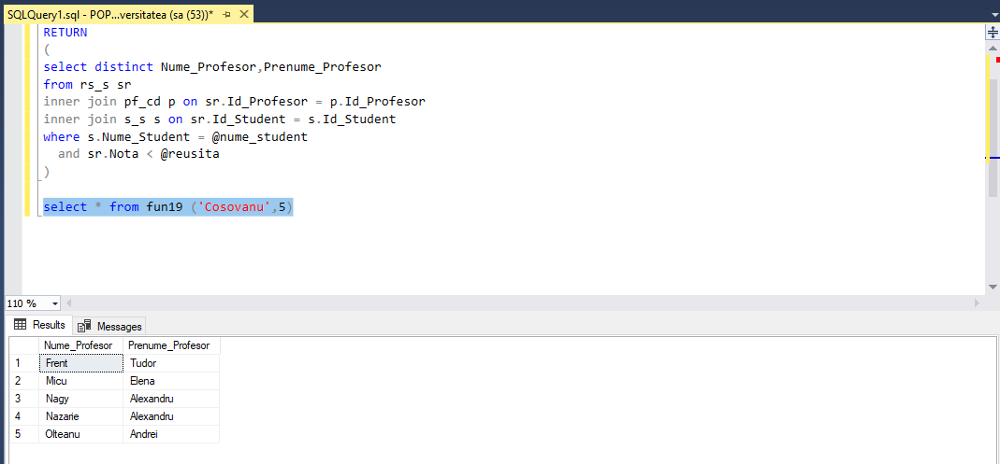 SQLQuery1.sql - POP...versitatea (sa (53))*
RETURN
(
select distinct Nume_Profesor,Prenume_Profesor
from rs_s sr
inner join pf_cd p on sr.Id_Profesor = p.Id_Profesor
inner join s_s s on sr.Id_Student = s.Id_Student
where s.Nume_Student = @nume_student
and sr.Nota < @reusita
)
select * from fun19 ('Cosovanu',5)
110 %
Results Messages
Nume_Profesor Prenume_Profesor
1 Frent Tudor
2 Micu Elena
3 Nagy Alexandru
4 Nazarie Alexandru
5 Olteanu Andrei